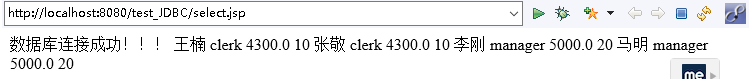 http://localhost:8080/test_JDBC/select.jsp
数据库连接成功！！！ 王楠 clerk 4300.0 10 张敬 clerk 4300.0 10 李刚 manager 5000.0 20 马明 manager
5000.0 20
me